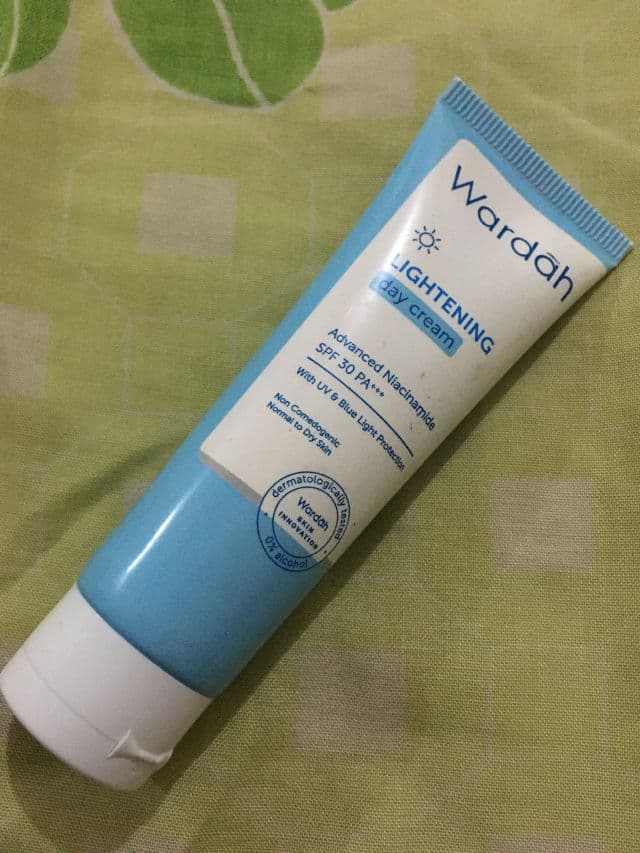 Wardah
LIGHTENING
day cream
Advanced Niacinamide
SPF 30 PA+++
With UV & Blue Light Protection
Non Comedogenic
Normal to Dry Skin
dermatologically tested
Wardah
SKIN
INNOVATION
0% alcohol